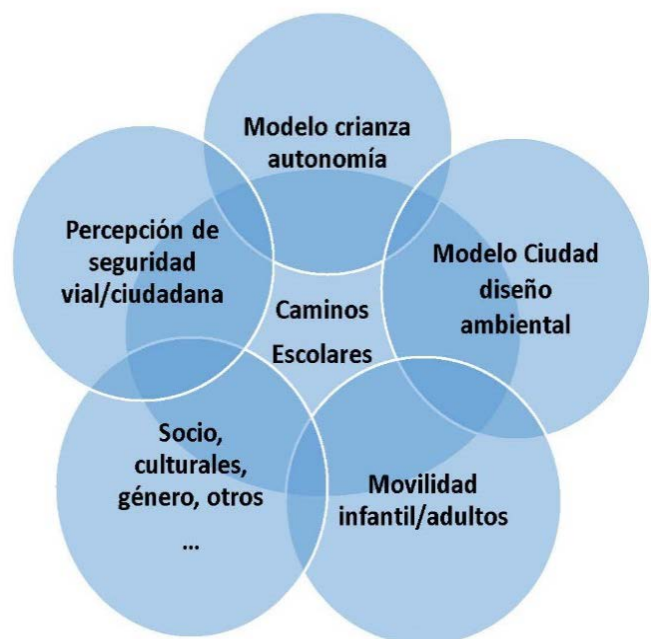 Modelo crianza
autonomía
Percepción de
seguridad
vial/ciudadana
Modelo Ciudad
diseño
ambiental
Caminos
Escolares
Socio,
culturales,
género, otros
...
Movilidad
infantil/adultos